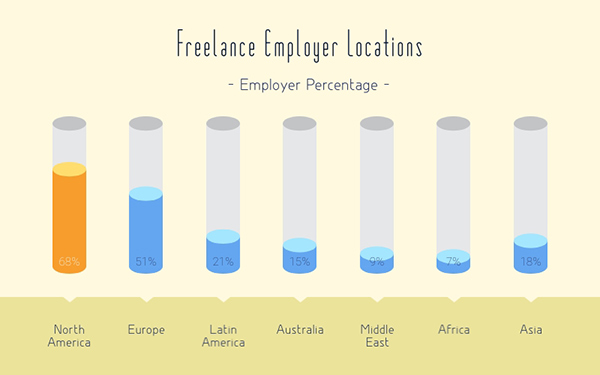 Freelance Employer Locations
- Employer Percentage -
68% 51% 21% 15% 9% 7% 18%
North America
Europe
Latin America
Australia
Middle East
Africa
Asia